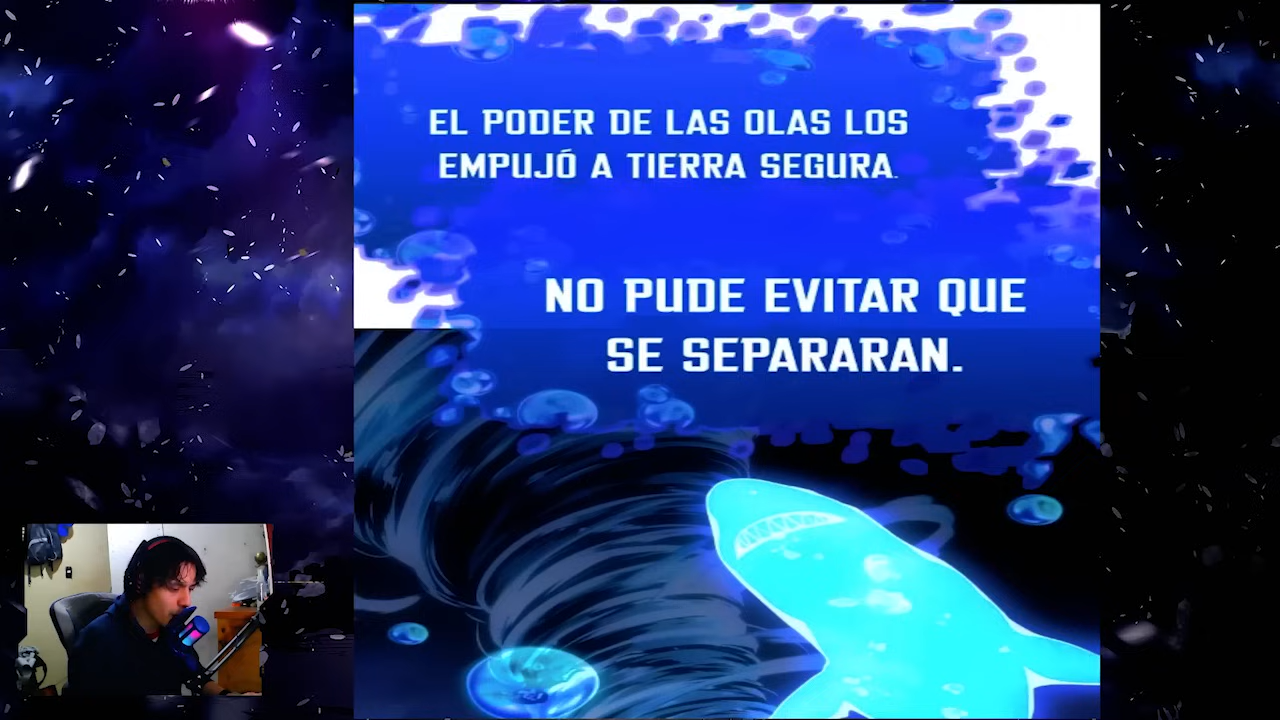 EL PODER DE LAS OLAS LOS
EMPUJÓ A TIERRA SEGURA.
NO PUDE EVITAR QUE
SE SEPARARAN.